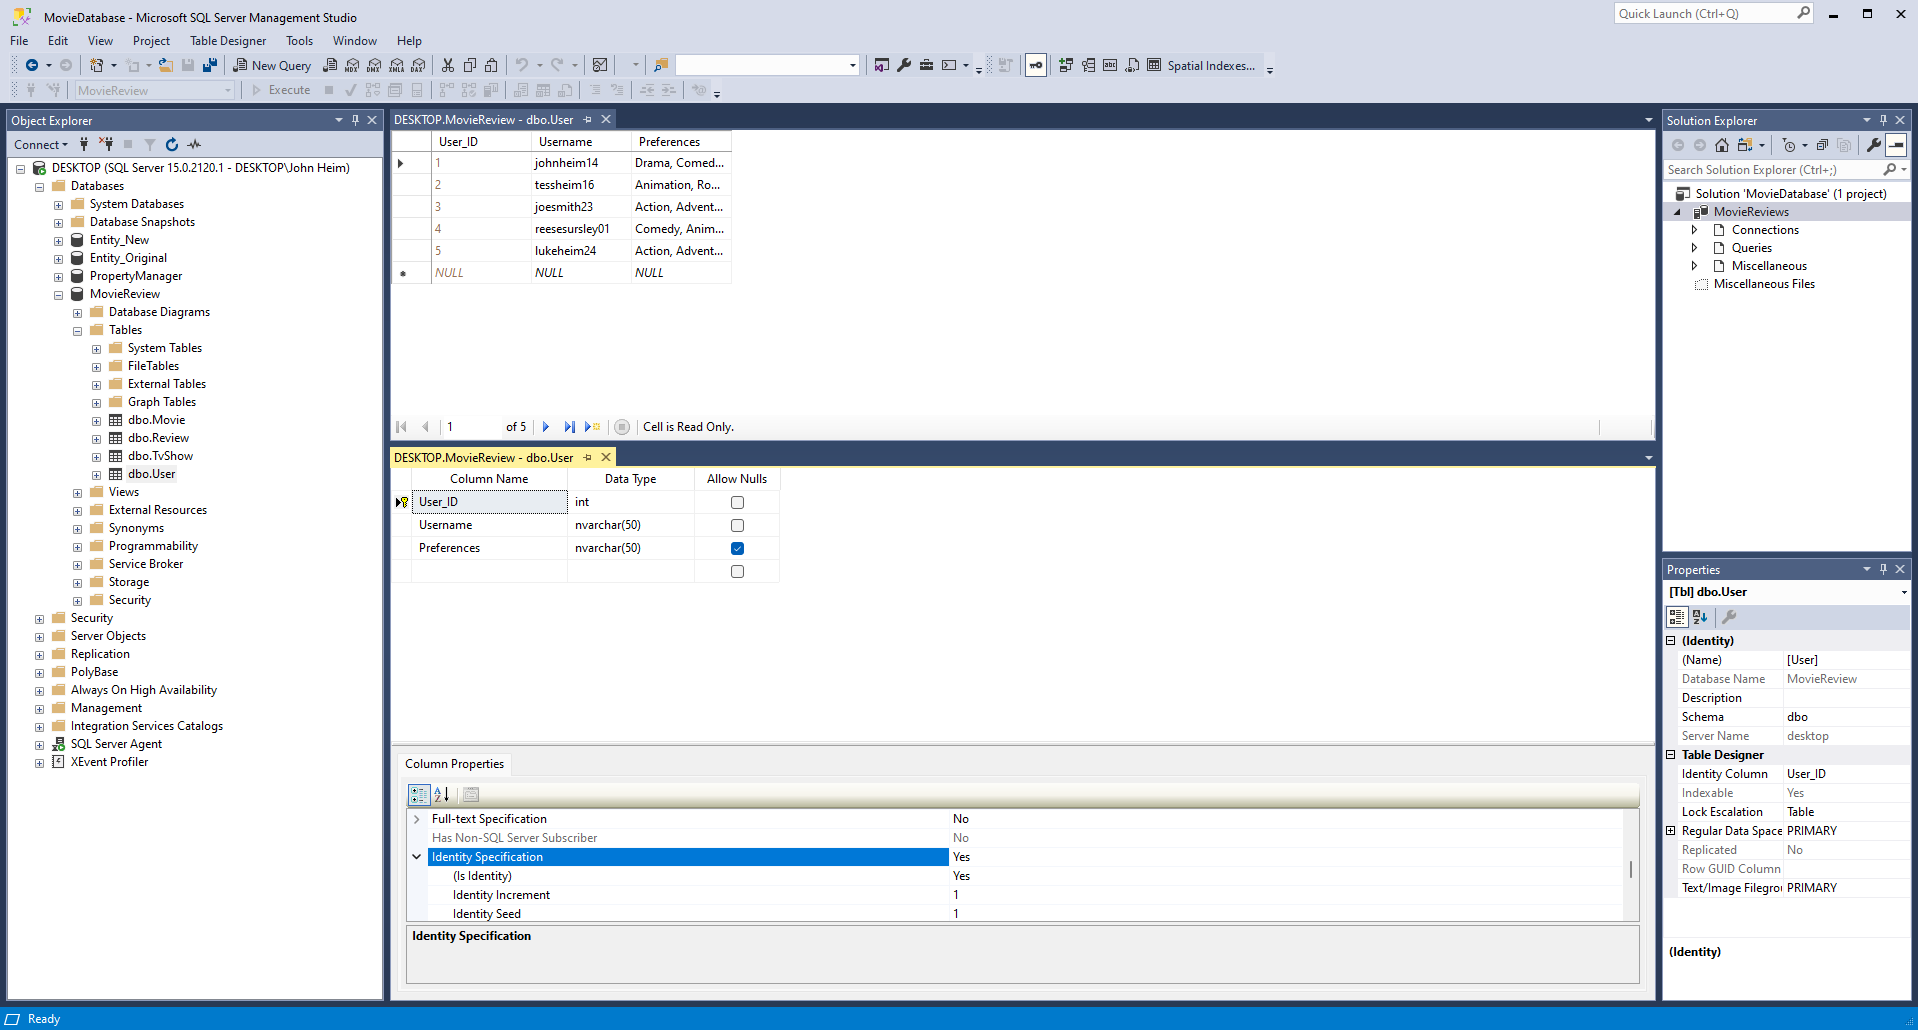 MovieDatabase - Microsoft SQL Server Management Studio
Quick Launch (Ctrl+Q)
File Edit View Project Table Designer Tools Window Help
New Query
MDX DMX XMLA DAX
abc
Spatial Indexes...
MovieReview
Execute
Object Explorer
Connect
DESKTOP (SQL Server 15.0.2120.1 - DESKTOP\John Heim)
Databases
System Databases
Database Snapshots
Entity_New
Entity_Original
PropertyManager
MovieReview
Database Diagrams
Tables
System Tables
FileTables
External Tables
Graph Tables
dbo.Movie
dbo.Review
dbo.TvShow
dbo.User
Views
External Resources
Synonyms
Programmability
Service Broker
Storage
Security
Security
Server Objects
Replication
PolyBase
Always On High Availability
Management
Integration Services Catalogs
SQL Server Agent
XEvent Profiler
DESKTOP.MovieReview - dbo.User
User_ID Username Preferences
1 johnheim14 Drama, Comed...
2 tessheim16 Animation, Ro...
3 joesmith23 Action, Advent...
4 reesesursley01 Comedy, Anim...
5 lukeheim24 Action, Advent...
NULL NULL NULL
1 of 5 Cell is Read Only.
DESKTOP.MovieReview - dbo.User
Column Name Data Type Allow Nulls
User_ID int
Username nvarchar(50)
Preferences nvarchar(50)
Column Properties
Full-text Specification No
Has Non-SQL Server Subscriber No
Identity Specification Yes
(Is Identity) Yes
Identity Increment 1
Identity Seed 1
Identity Specification
Solution Explorer
Search Solution Explorer (Ctrl+;)
Solution 'MovieDatabase' (1 project)
MovieReviews
Connections
Queries
Miscellaneous
Miscellaneous Files
Properties
[Tbl] dbo.User
(Identity)
(Name) [User]
Database Name MovieReview
Description
Schema dbo
Server Name desktop
Table Designer
Identity Column User_ID
Indexable Yes
Lock Escalation Table
Regular Data Space PRIMARY
Replicated No
Row GUID Column
Text/Image Filegrou PRIMARY
(Identity)
Ready